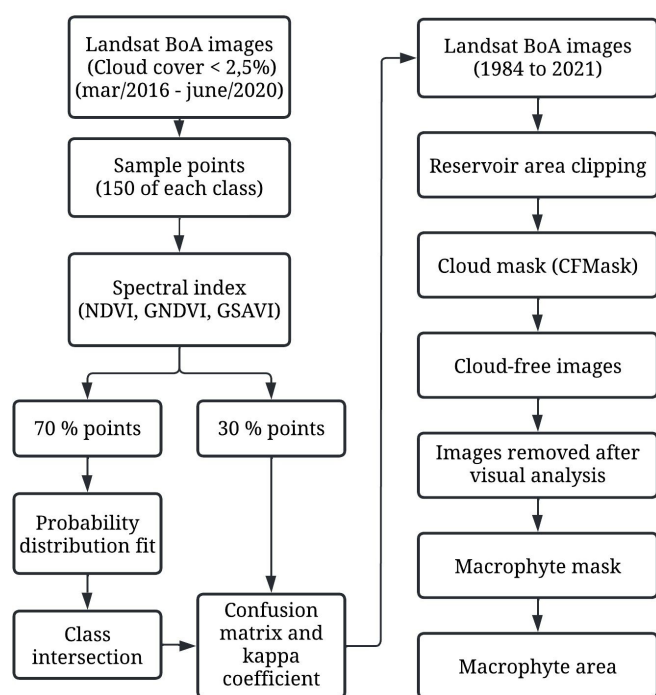 Landsat BoA images
(Cloud cover < 2,5%)
(mar/2016 - june/2020)
Sample points
(150 of each class)
Spectral index
(NDVI, GNDVI, GSAVI)
70 % points
30 % points
Probability
distribution fit
Class
intersection
Confusion
matrix and
kappa
coefficient
Landsat BoA images
(1984 to 2021)
Reservoir area clipping
Cloud mask (CFMask)
Cloud-free images
Images removed after
visual analysis
Macrophyte mask
Macrophyte area